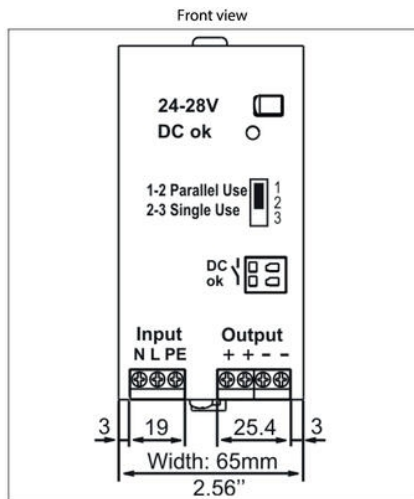 Front view
24-28V
DC ok
1-2 Parallel Use 1
2-3 Single Use 2
3
DC
ok
Input Output
N L PE + + - -
3 19 25.4 3
Width: 65mm
2.56"